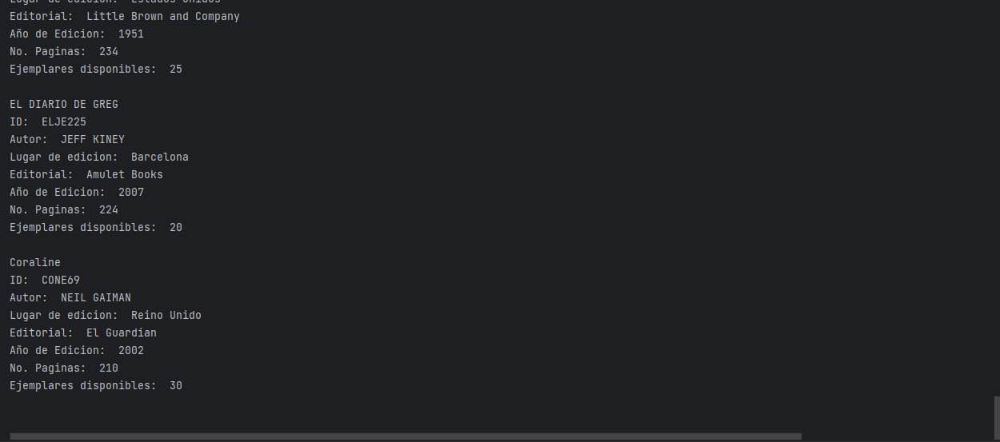 Lugar de edicion:  Estados Unidos
Editorial:  Little Brown and Company
Año de Edicion:  1951
No. Paginas:  234
Ejemplares disponibles:  25
EL DIARIO DE GREG
ID:  ELJE225
Autor:  JEFF KINEY
Lugar de edicion:  Barcelona
Editorial:  Amulet Books
Año de Edicion:  2007
No. Paginas:  224
Ejemplares disponibles:  20
Coraline
ID:  CONE69
Autor:  NEIL GAIMAN
Lugar de edicion:  Reino Unido
Editorial:  El Guardian
Año de Edicion:  2002
No. Paginas:  210
Ejemplares disponibles:  30